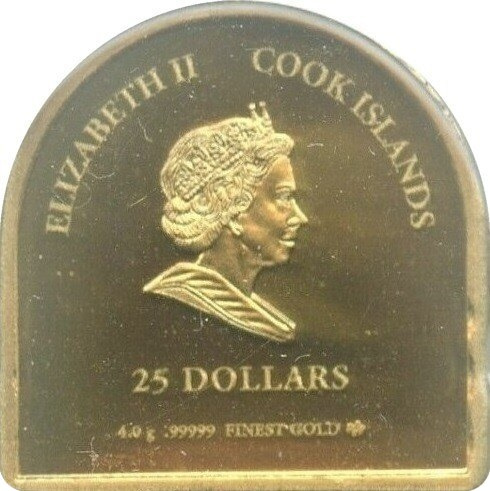 ELIZABETH II COOK ISLANDS
25 DOLLARS
4.0 g .99999 FINEST GOLD